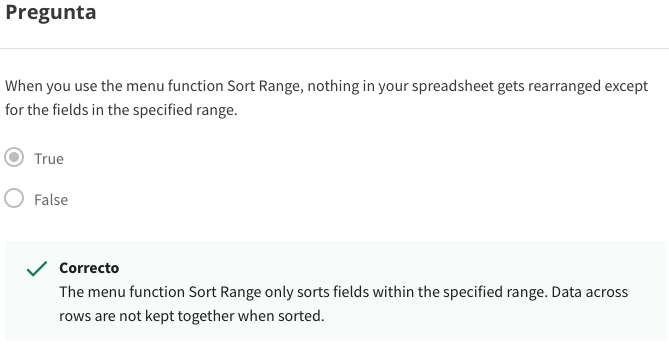 Pregunta
When you use the menu function Sort Range, nothing in your spreadsheet gets rearranged except
for the fields in the specified range.
True
False
Correcto
The menu function Sort Range only sorts fields within the specified range. Data across
rows are not kept together when sorted.